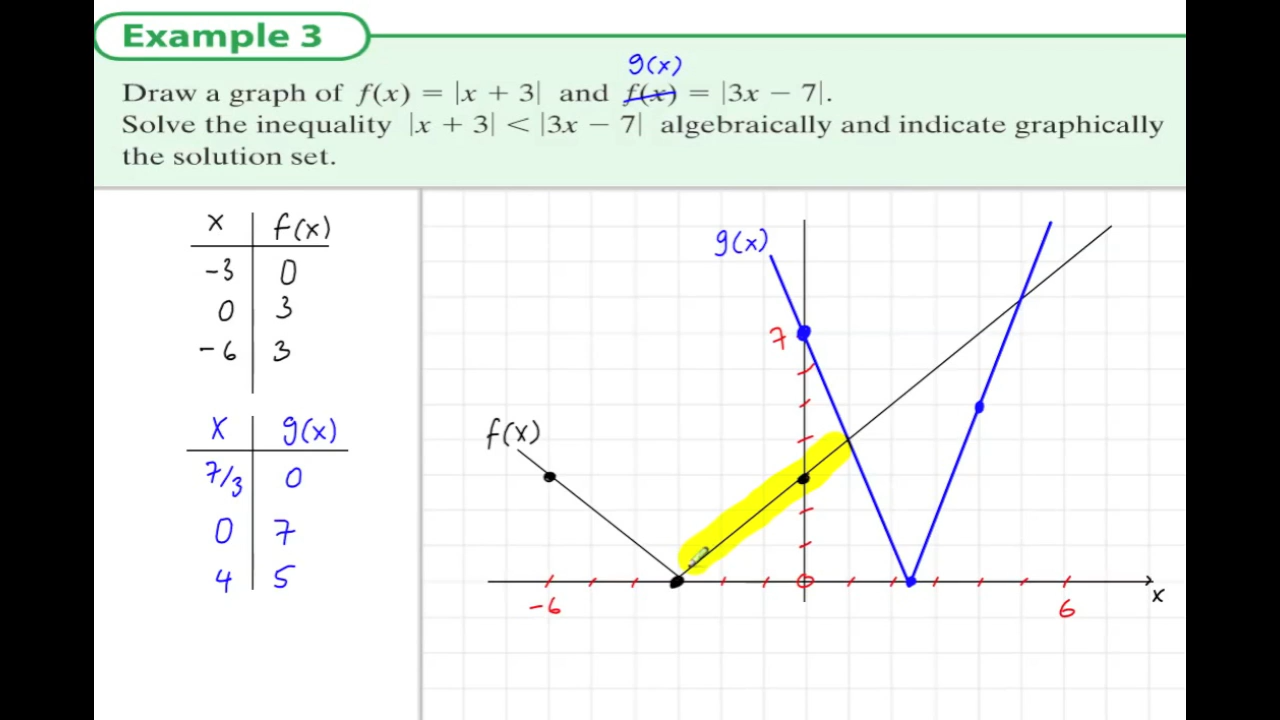 Example 3
g(x)
Draw a graph of f(x) = |x + 3| and f(x) = |3x − 7|.
Solve the inequality |x + 3| < |3x − 7| algebraically and indicate graphically
the solution set.
x f(x)
-3 0
0 3
-6 3
x g(x)
7/3 0
0 7
4 5
g(x)
7
f(x)
-6 0 6 x